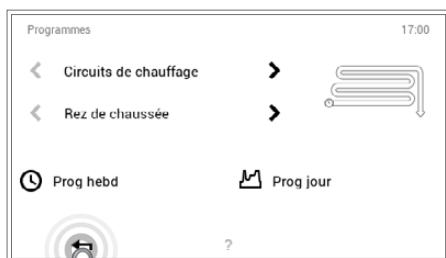 Programmes 17:00
Circuits de chauffage
Rez de chaussée
Prog hebd Prog jour
?